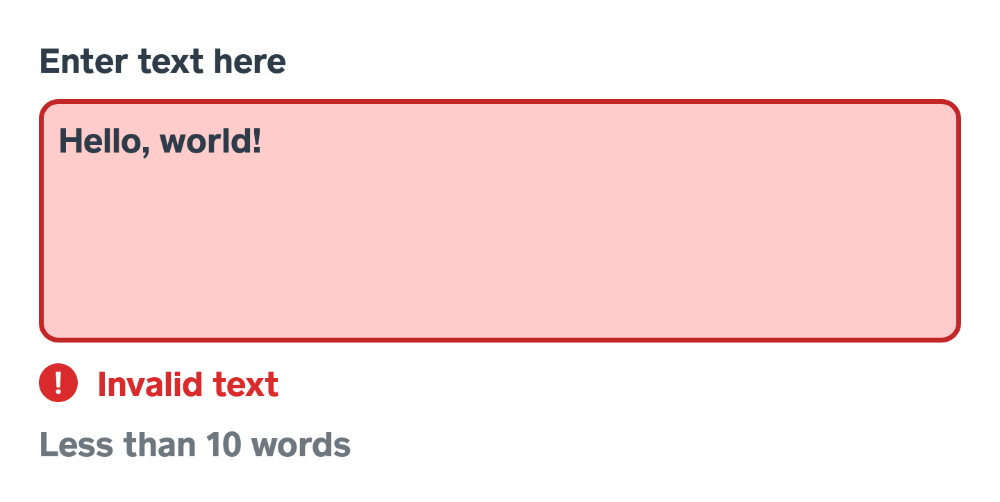 Enter text here
Hello, world!
! Invalid text
Less than 10 words